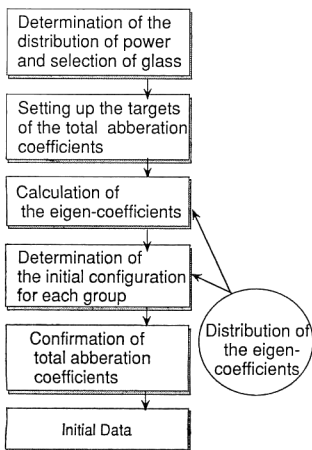 Determination of the
distribution of power
and selection of glass
Setting up the targets
of the total abberation
coefficients
Calculation of
the eigen-coefficients
Determination of
the initial configuration
for each group
Distribution of
the eigen-
coefficients
Confirmation of
total abberation
coefficients
Initial Data